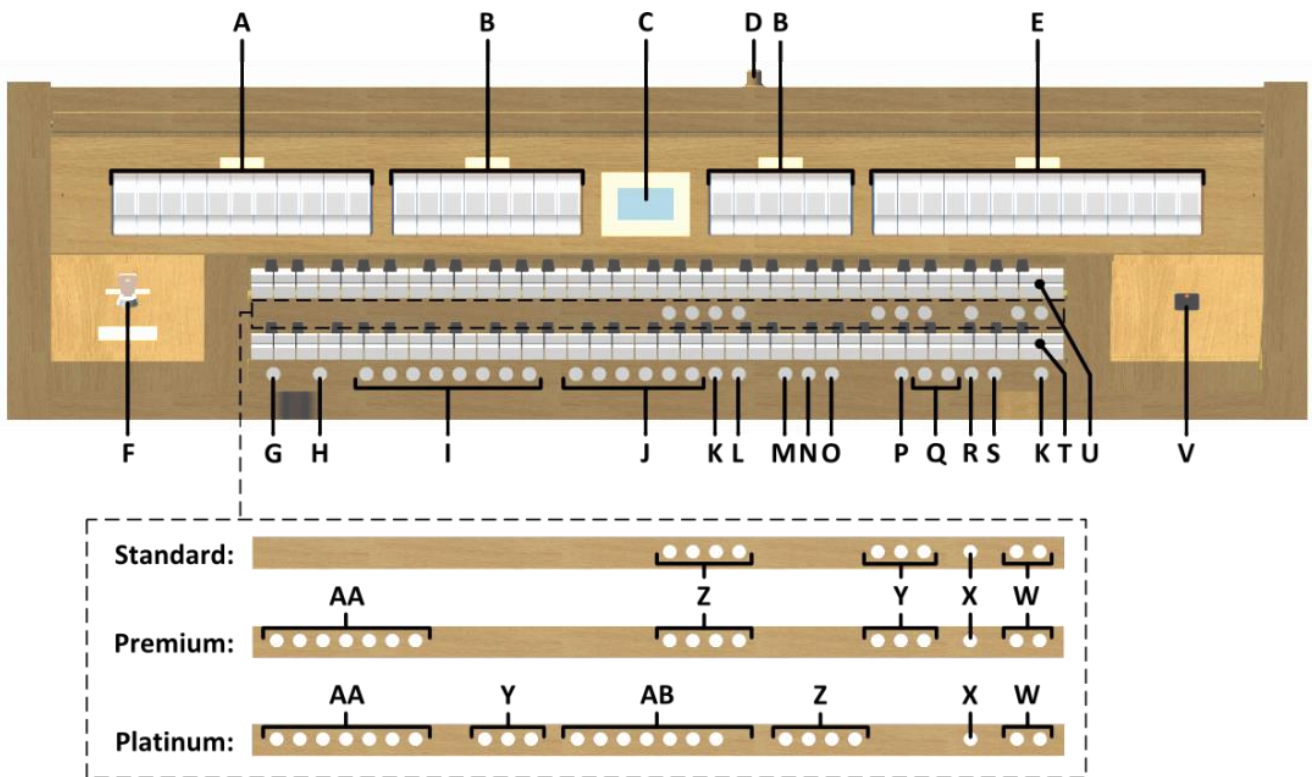 A B C D B E
F G H I J K L M N O P Q R S K T U V
Standard:
AA Z Y X W
Premium:
AA Y AB Z X W
Platinum: